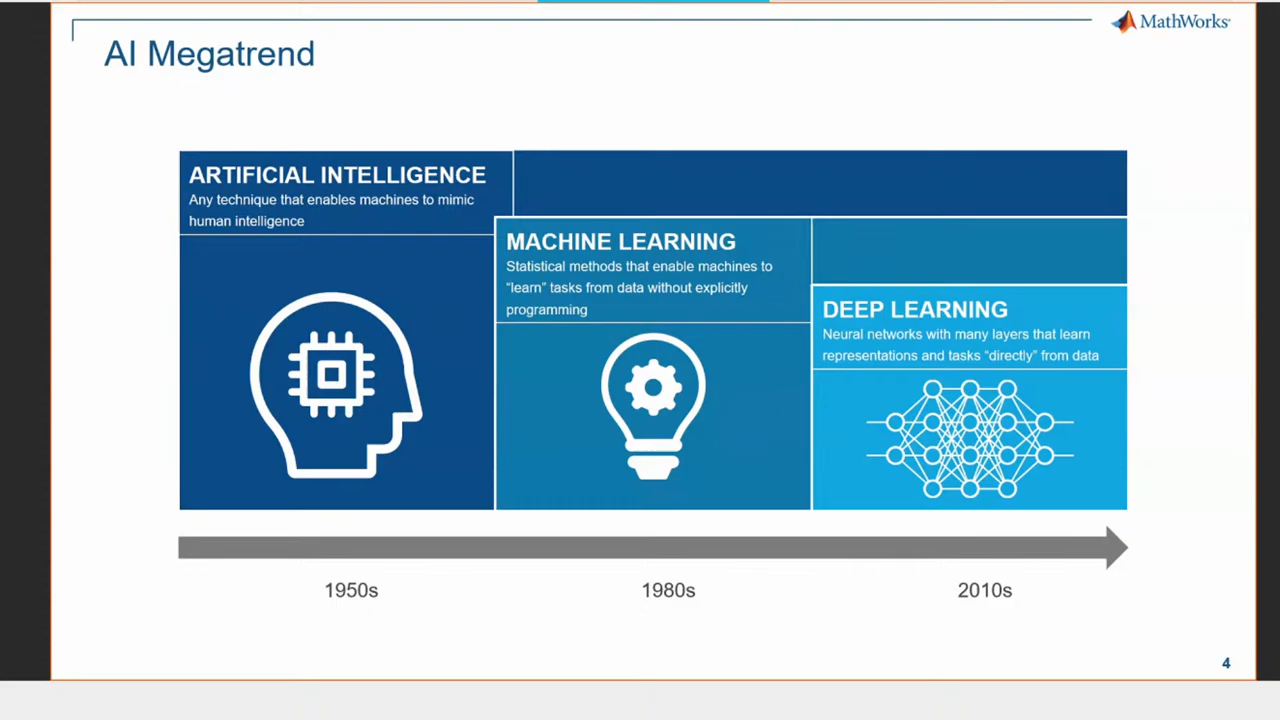 MathWorks
AI Megatrend
ARTIFICIAL INTELLIGENCE
Any technique that enables machines to mimic
human intelligence
MACHINE LEARNING
Statistical methods that enable machines to
“learn” tasks from data without explicitly
programming
DEEP LEARNING
Neural networks with many layers that learn
representations and tasks “directly” from data
1950s
1980s
2010s
4